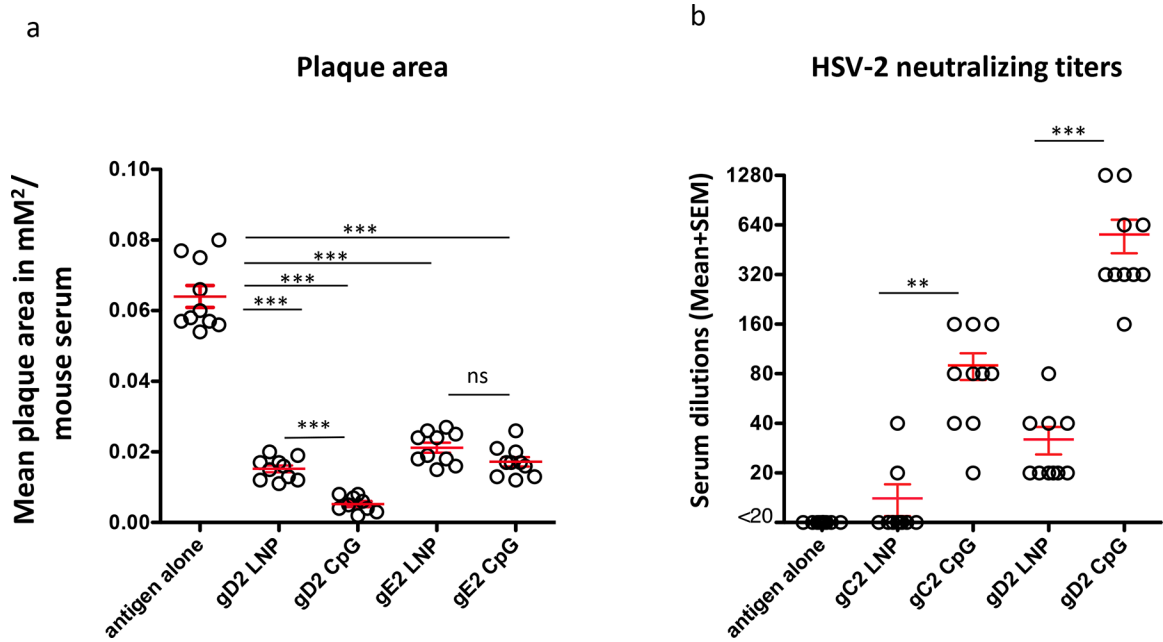 a
Plaque area
Mean plaque area in mM²/
mouse serum
0.10
0.08
0.06
0.04
0.02
0.00
***
***
***
***
***
ns
antigen alone
gD2 LNP
gD2 CpG
gE2 LNP
gE2 CpG
b
HSV-2 neutralizing titers
Serum dilutions (Mean+SEM)
1280
640
320
160
80
40
20
<20
**
***
antigen alone
gC2 LNP
gC2 CpG
gD2 LNP
gD2 CpG